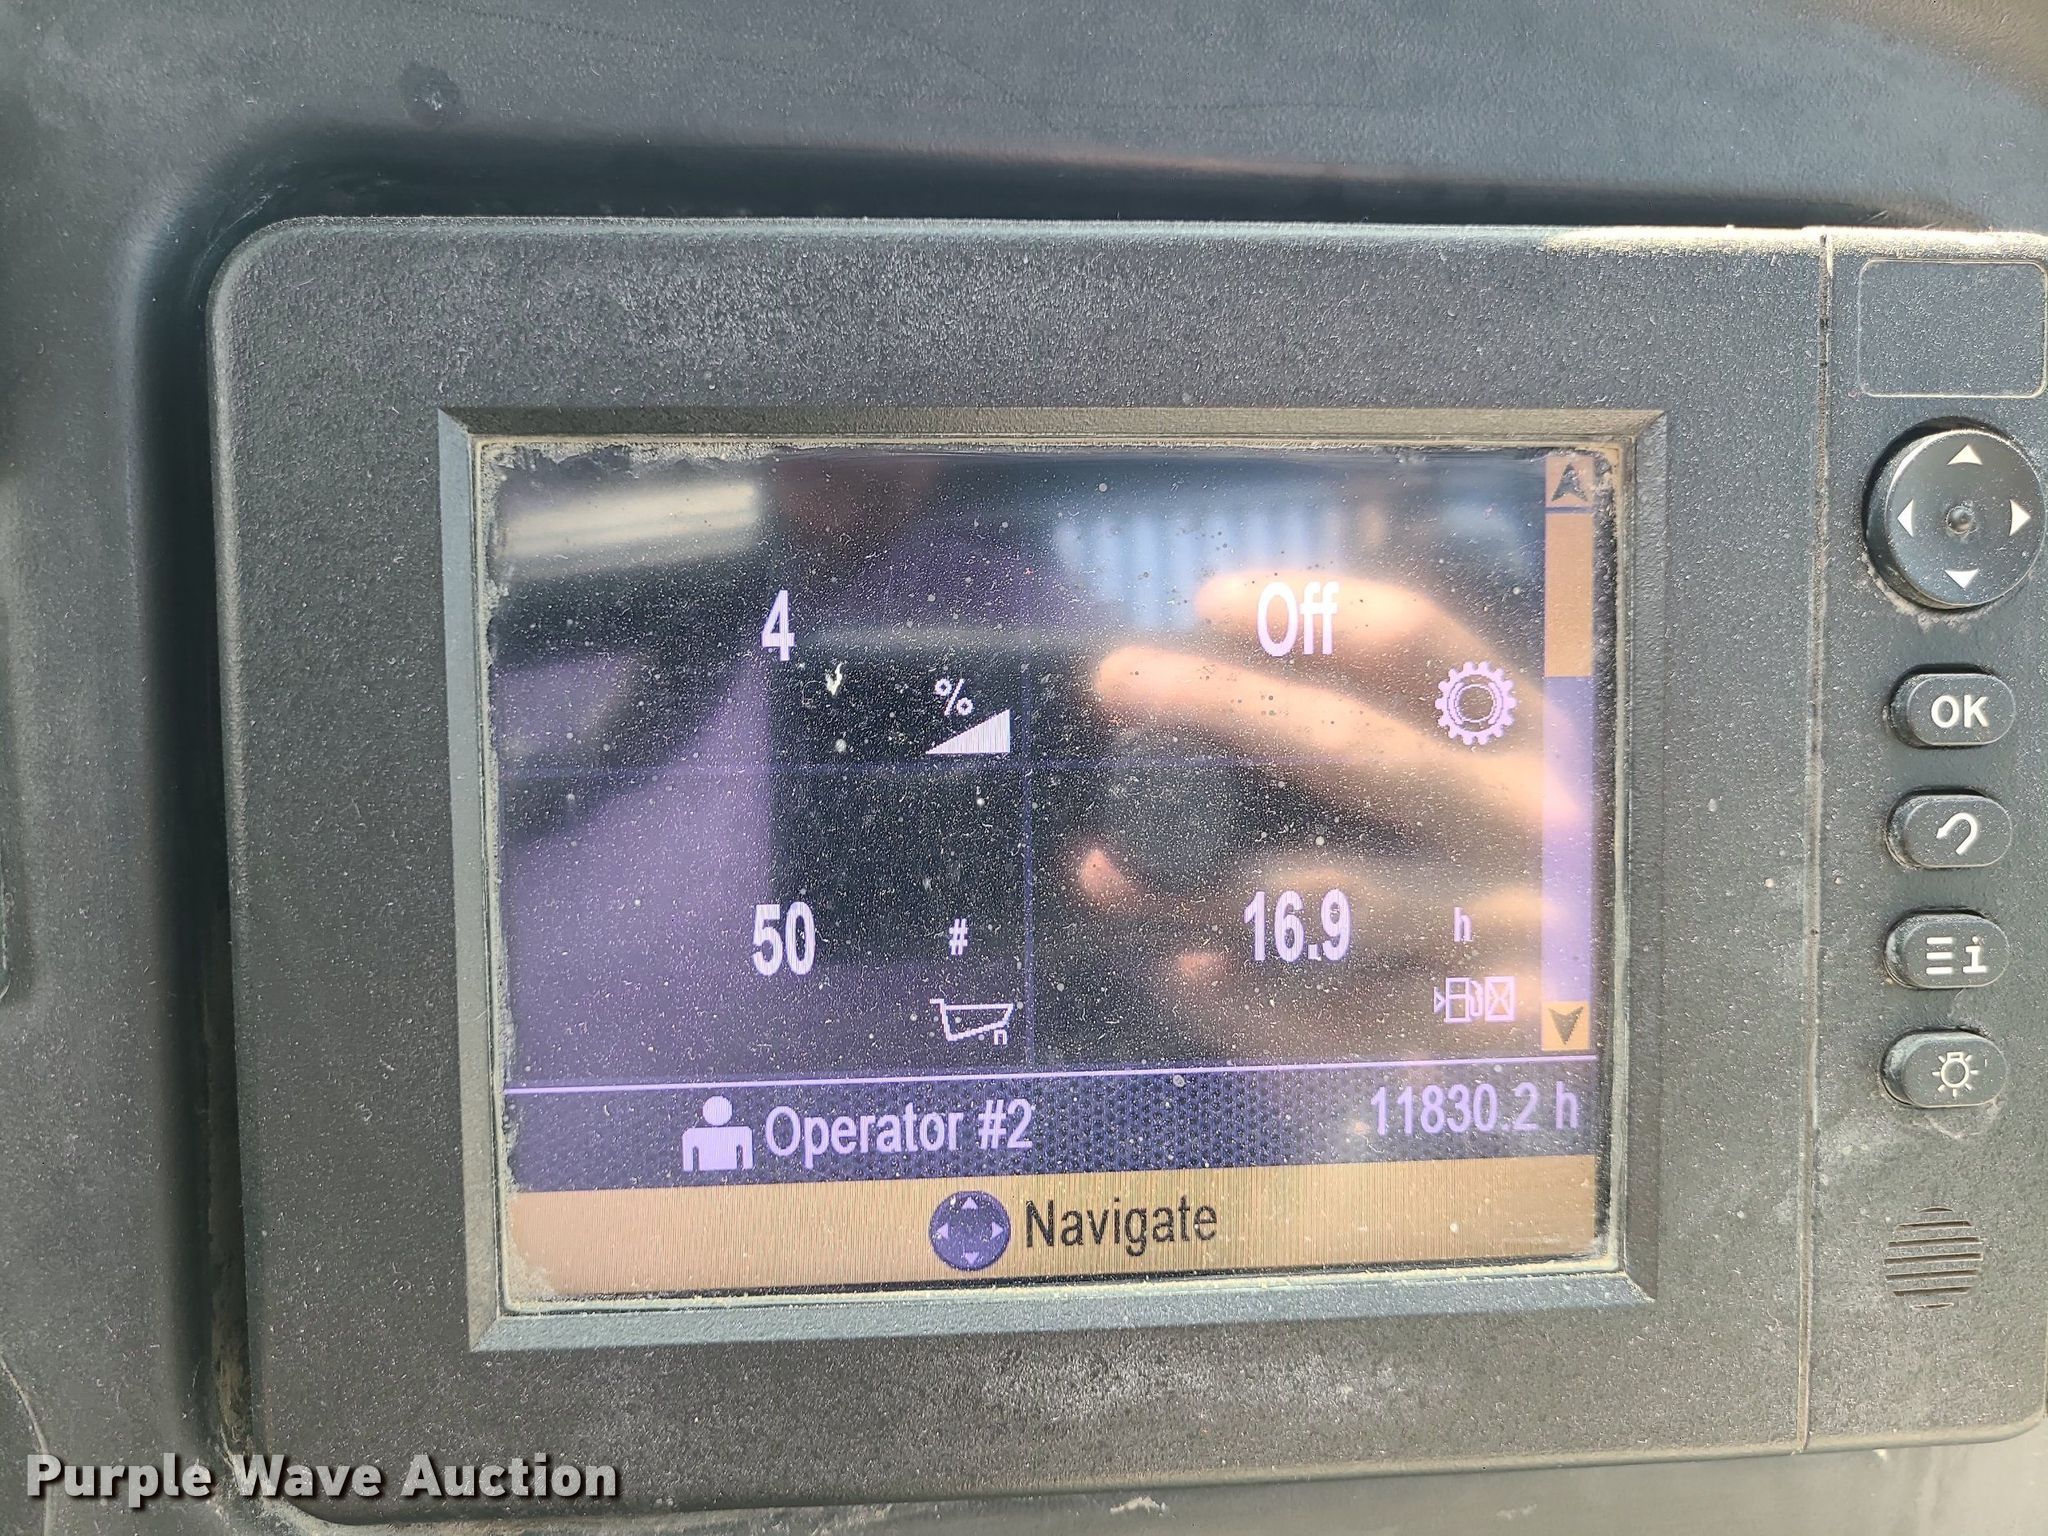 4
%
Off
50
#
n
16.9
h
Operator #2
11830.2 h
Navigate
OK
i
Purple Wave Auction